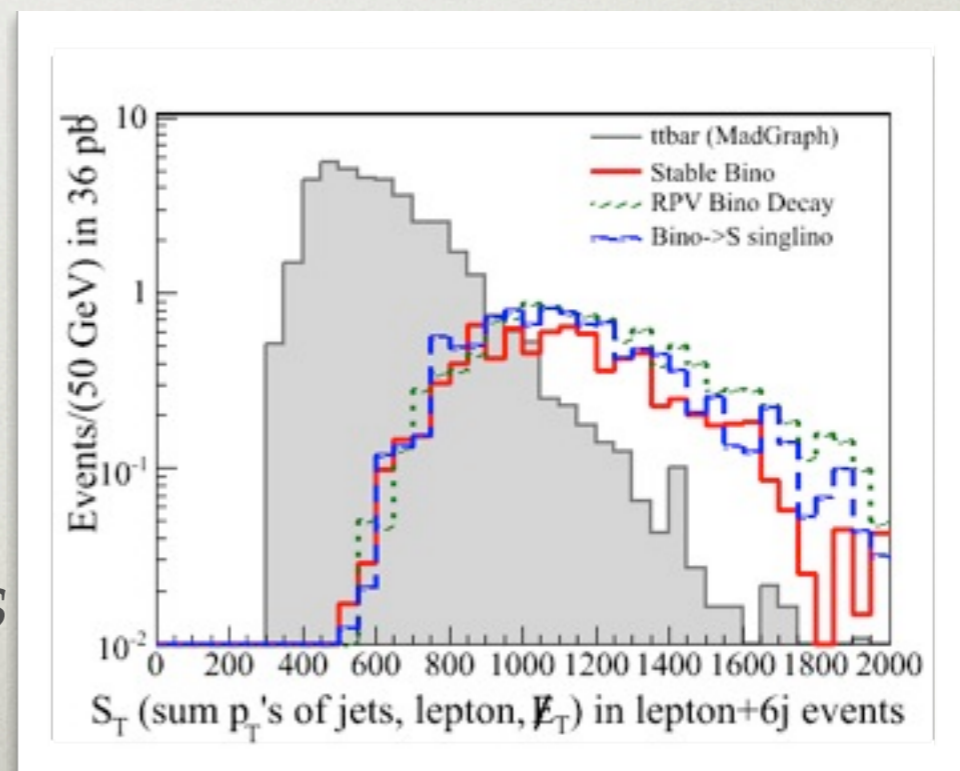 10
1
10⁻¹
10⁻²
Events/(50 GeV) in 36 pb
ttbar (MadGraph)
Stable Bino
RPV Bino Decay
Bino->S singlino
0 200 400 600 800 1000 1200 1400 1600 1800 2000
S_T (sum p_T's of jets, lepton, E̸_T) in lepton+6j events
s